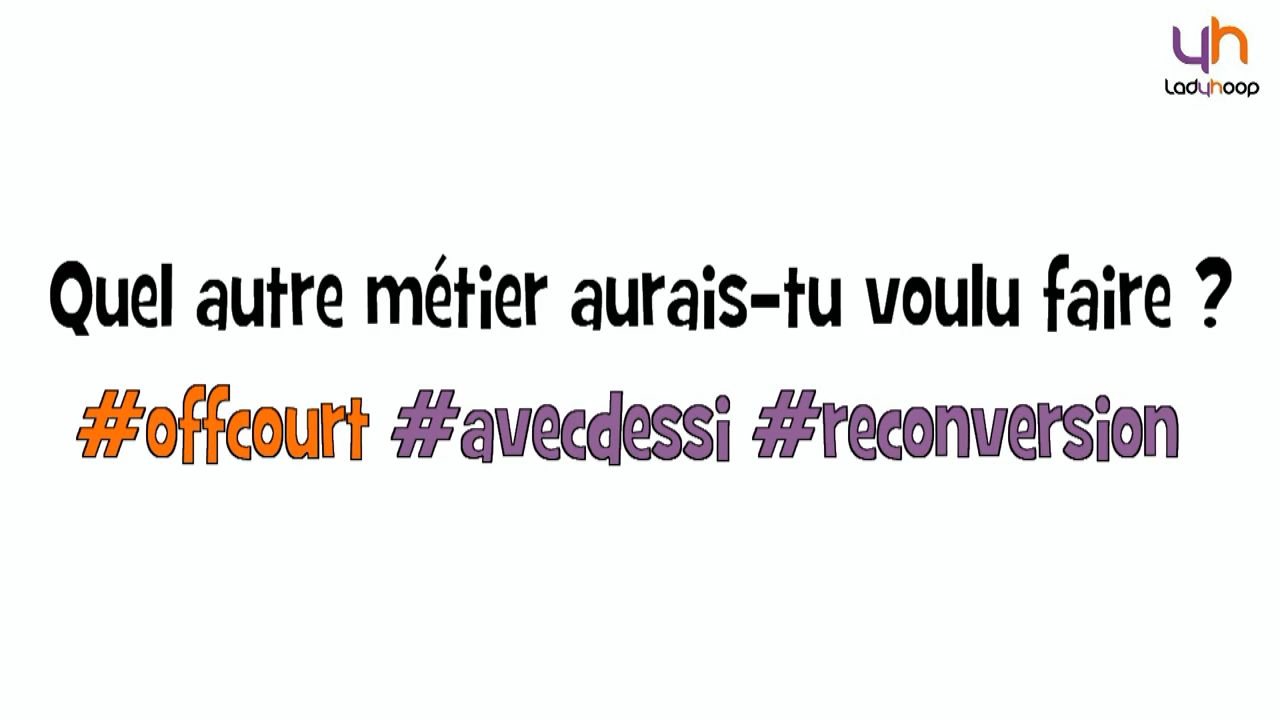 yh
Ladyhoop
Quel autre métier aurais-tu voulu faire ?
#offcourt #avecdessi #reconversion